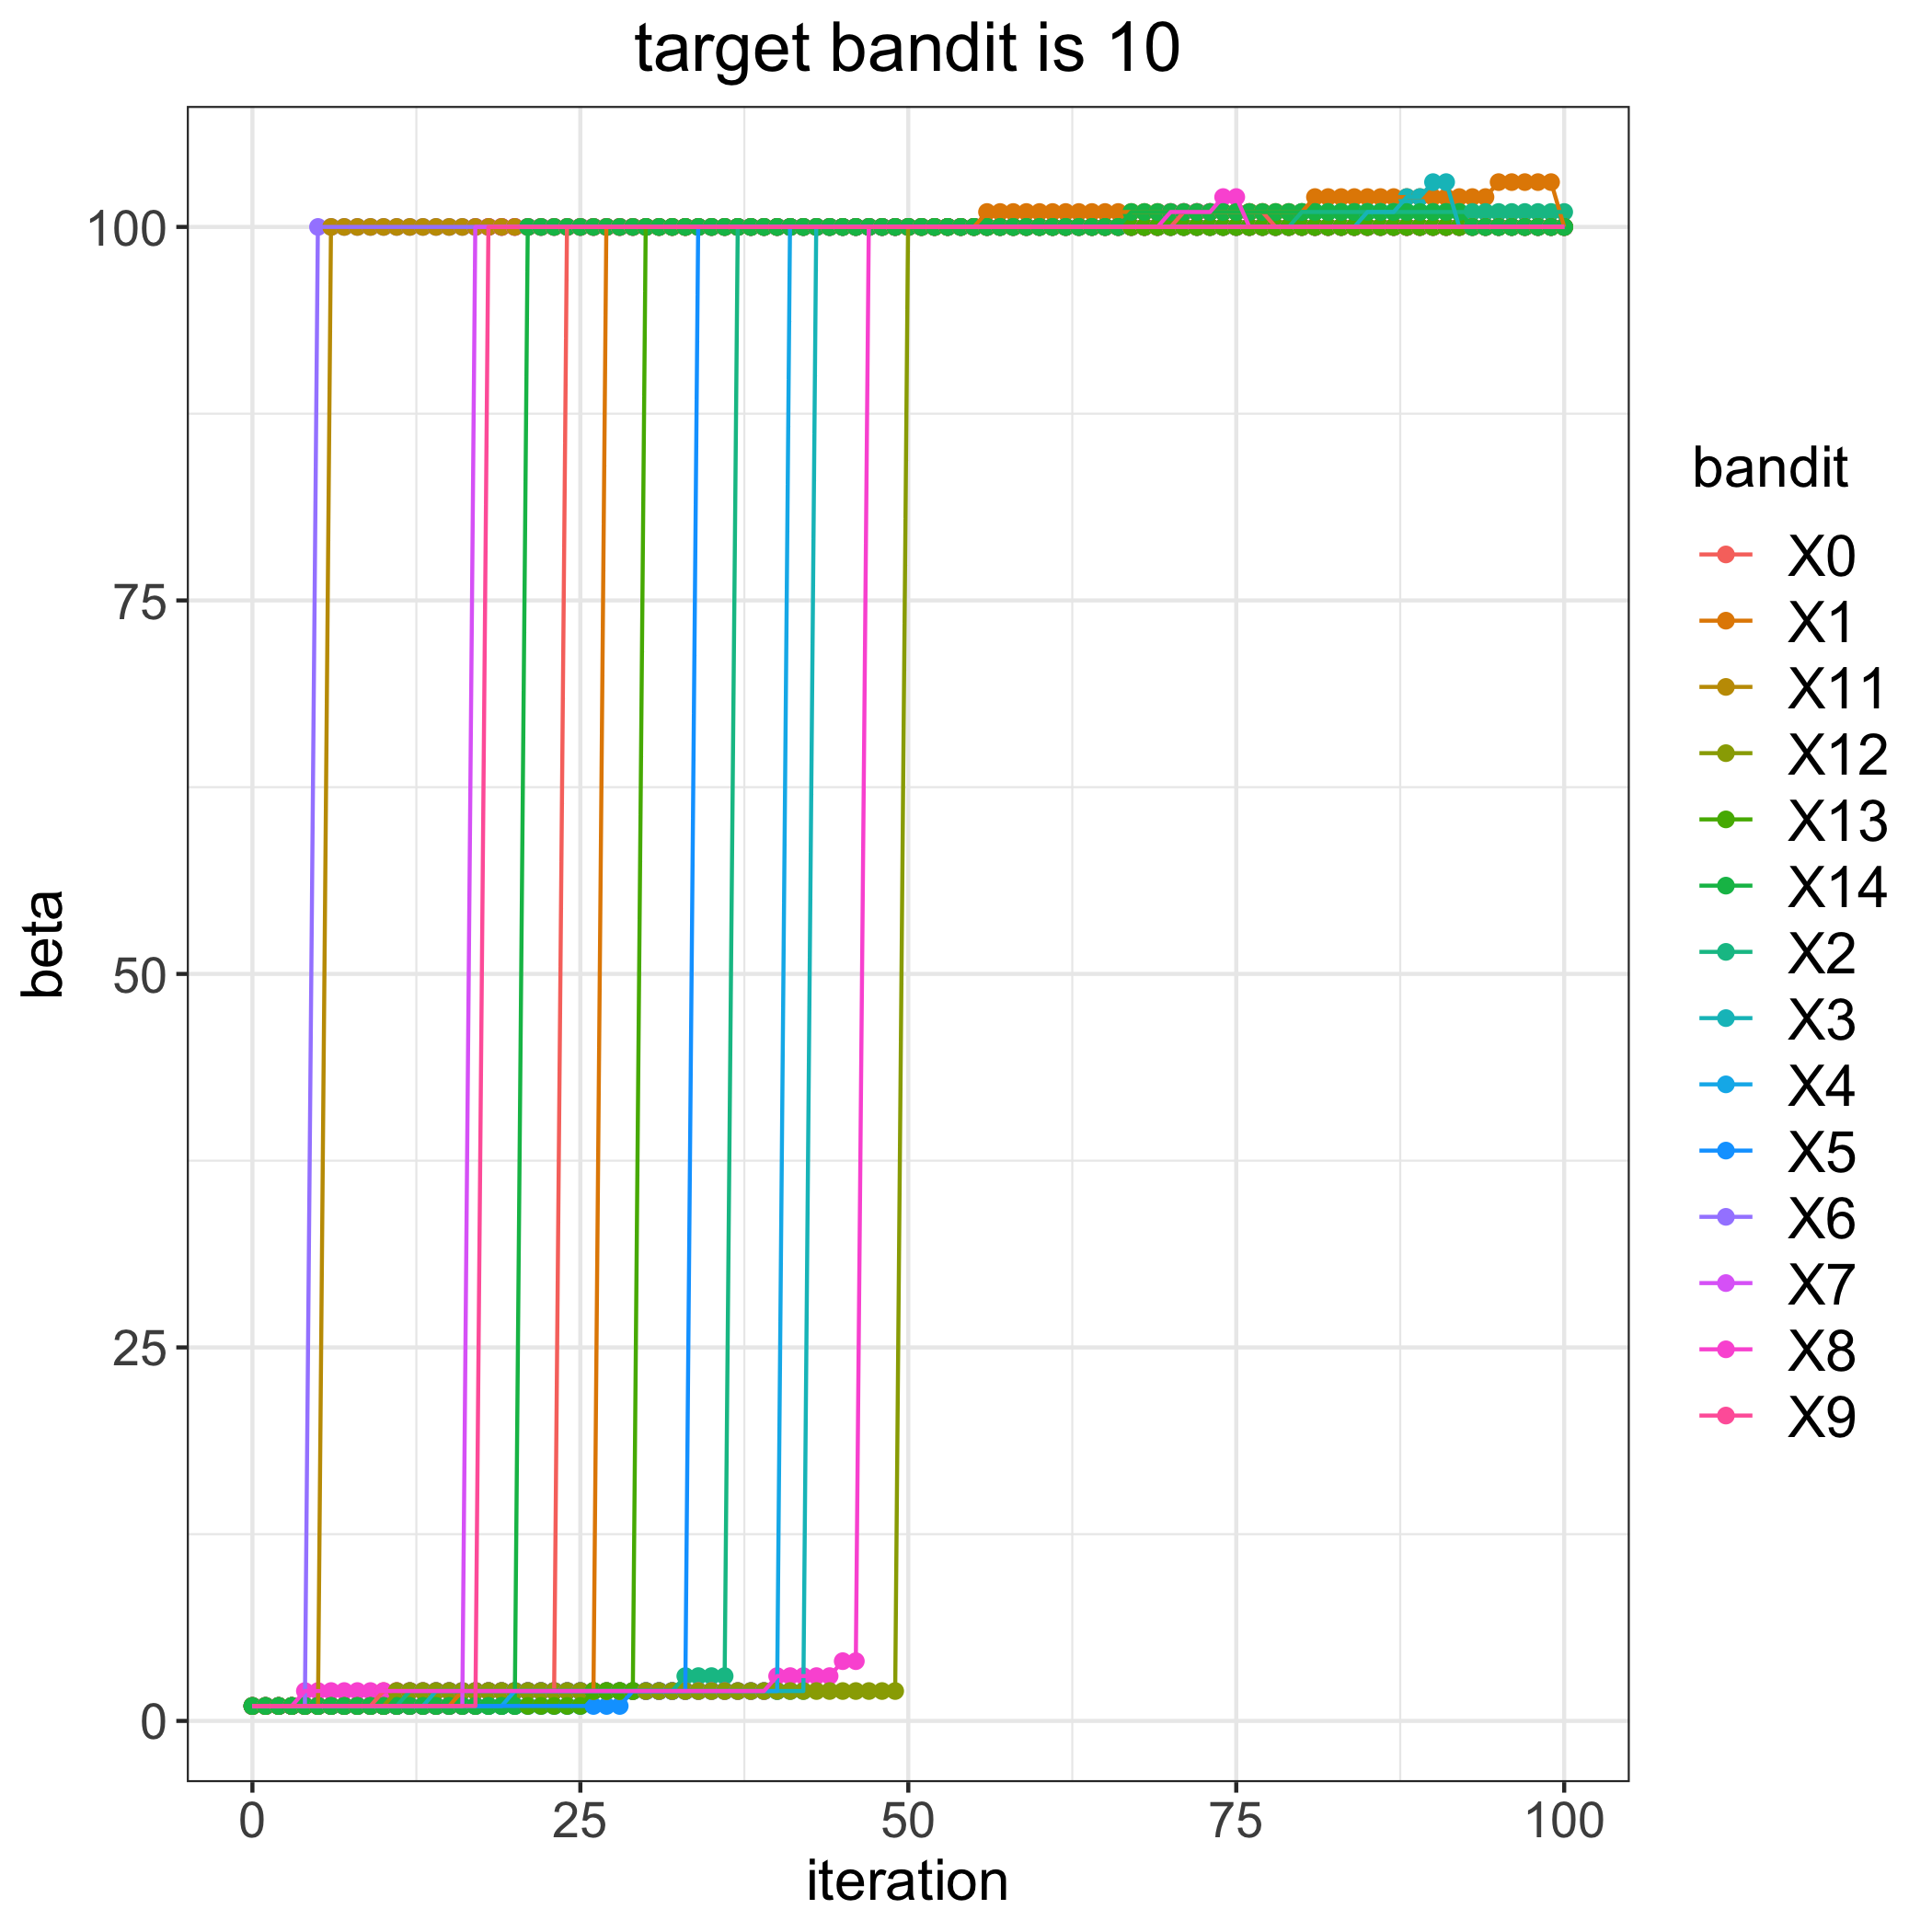 target bandit is 10
100
75
50
25
0
beta
0 25 50 75 100
iteration
bandit
X0
X1
X11
X12
X13
X14
X2
X3
X4
X5
X6
X7
X8
X9